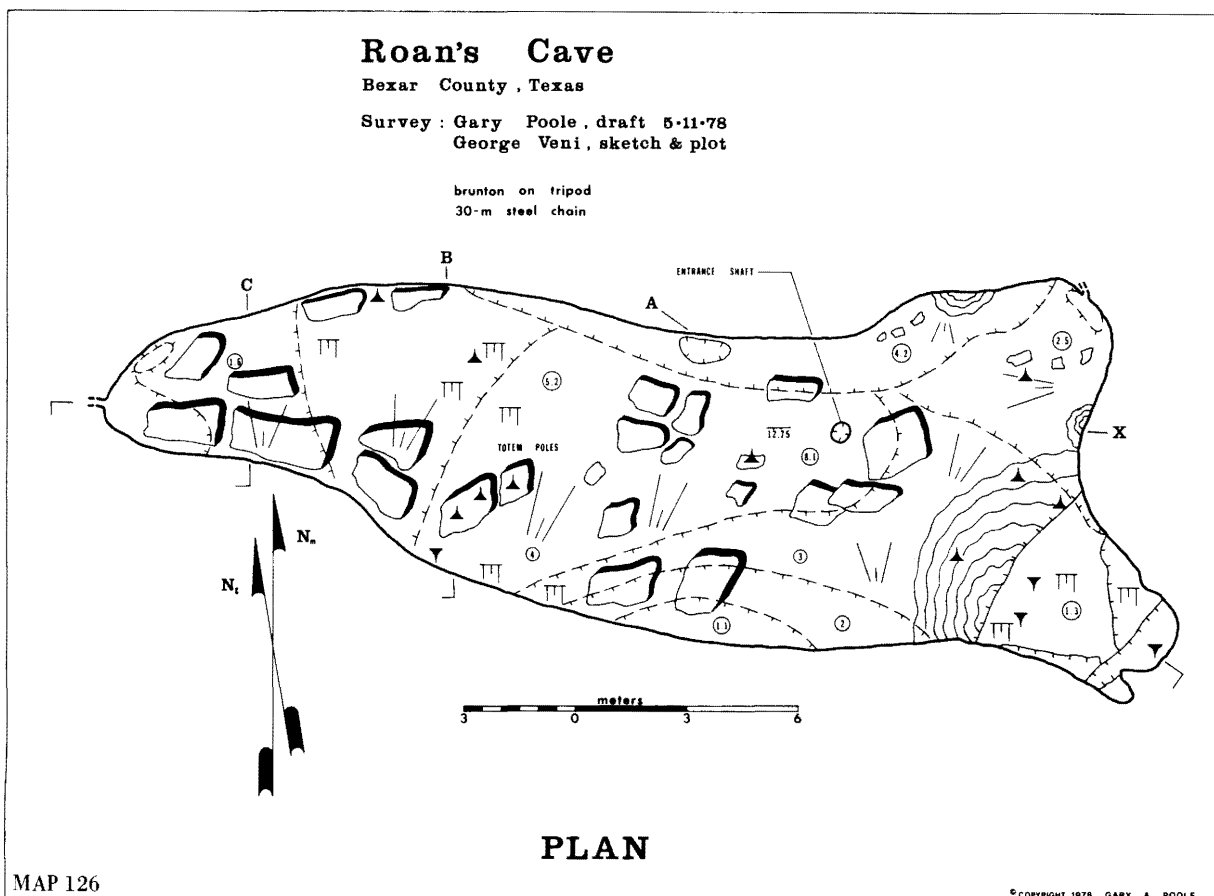 Roan's Cave
Bexar County , Texas
Survey : Gary Poole , draft 5·11·78
George Veni , sketch & plot
brunton on tripod
30-m steel chain
ENTRANCE SHAFT
B
C
A
4.2
2.5
1.6
5.2
X
12.75
8.1
TOTEM POLES
Nm
4
3
Nt
1.3
1.1
2
meters
3 0 3 6
PLAN
MAP 126
© COPYRIGHT 1978 GARY A POOLE